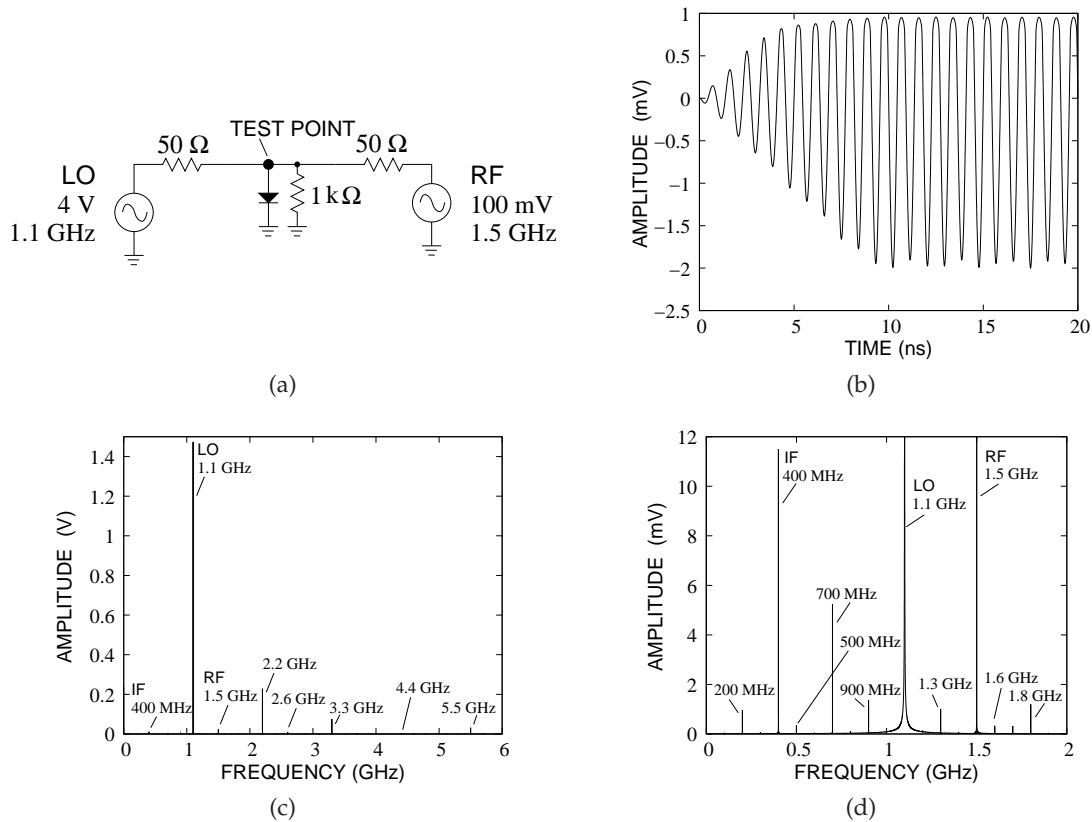 TEST POINT
50 Ω
50 Ω
LO
4 V
1.1 GHz
1 k Ω
RF
100 mV
1.5 GHz
(a)
1
0.5
0
−0.5
−1
−1.5
−2
−2.5
AMPLITUDE (mV)
0
5
10
15
20
TIME (ns)
(b)
1.4
1.2
1
0.8
0.6
0.4
0.2
0
AMPLITUDE (V)
LO
1.1 GHz
IF
400 MHz
RF
1.5 GHz
2.2 GHz
2.6 GHz
3.3 GHz
4.4 GHz
5.5 GHz
0
1
2
3
4
5
6
FREQUENCY (GHz)
(c)
12
10
8
6
4
2
0
AMPLITUDE (mV)
IF
400 MHz
LO
1.1 GHz
RF
1.5 GHz
700 MHz
500 MHz
200 MHz
900 MHz
1.3 GHz
1.6 GHz
1.8 GHz
0
0.5
1
1.5
2
FREQUENCY (GHz)
(d)